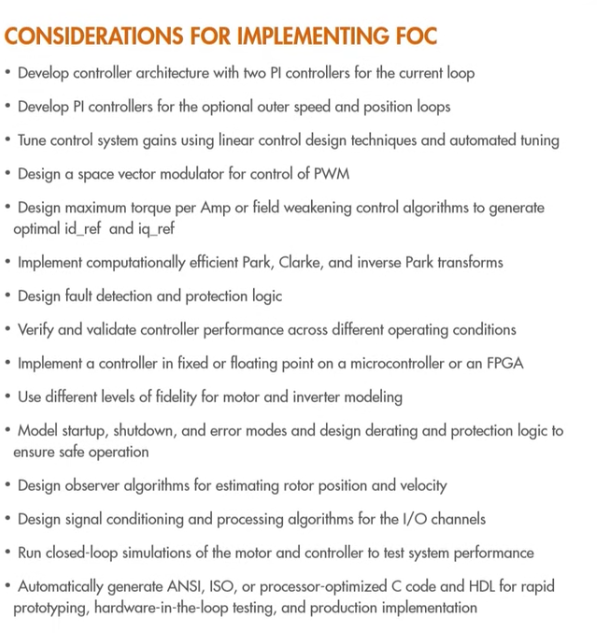 CONSIDERATIONS FOR IMPLEMENTING FOC
• Develop controller architecture with two PI controllers for the current loop
• Develop PI controllers for the optional outer speed and position loops
• Tune control system gains using linear control design techniques and automated tuning
• Design a space vector modulator for control of PWM
• Design maximum torque per Amp or field weakening control algorithms to generate
optimal id_ref and iq_ref
• Implement computationally efficient Park, Clarke, and inverse Park transforms
• Design fault detection and protection logic
• Verify and validate controller performance across different operating conditions
• Implement a controller in fixed or floating point on a microcontroller or an FPGA
• Use different levels of fidelity for motor and inverter modeling
• Model startup, shutdown, and error modes and design derating and protection logic to
ensure safe operation
• Design observer algorithms for estimating rotor position and velocity
• Design signal conditioning and processing algorithms for the I/O channels
• Run closed-loop simulations of the motor and controller to test system performance
• Automatically generate ANSI, ISO, or processor-optimized C code and HDL for rapid
prototyping, hardware-in-the-loop testing, and production implementation